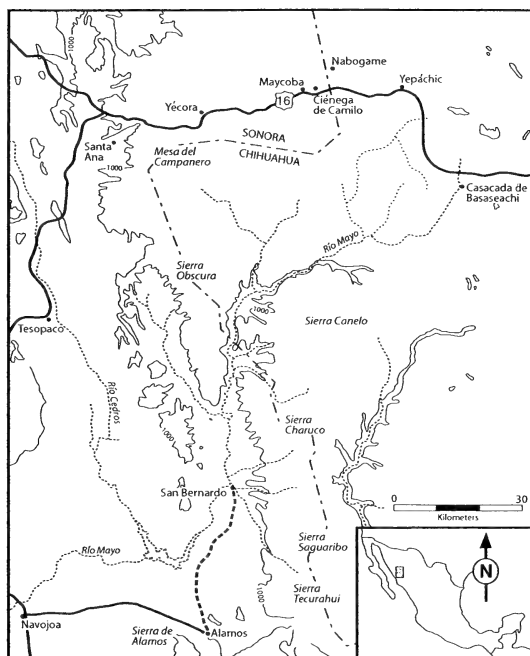 1000
Nabogame
Maycoba
Yepáchic
16
Ciénega
de Camilo
Yécora
SONORA
CHIHUAHUA
Santa
Ana
Mesa del
Campanero
1000
Casacada de
Basaseachi
Río Mayo
Sierra
Obscura
1000
Sierra Canelo
Tesopaco
Río Cedros
Sierra
Charuco
1000
San Bernardo
0
30
Kilometers
Sierra
Saguaribo
Río Mayo
N
Sierra
Tecurahui
1000
Navojoa
Sierra de
Alamos
Alamos